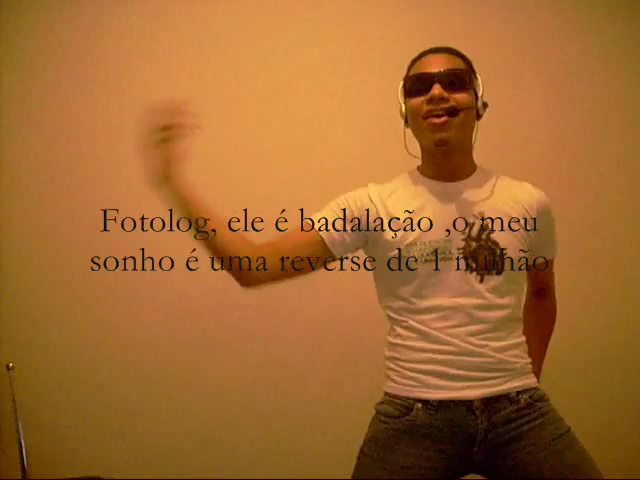 Fotolog, ele é badalação ,o meu
sonho é uma reverse de 1 milhão